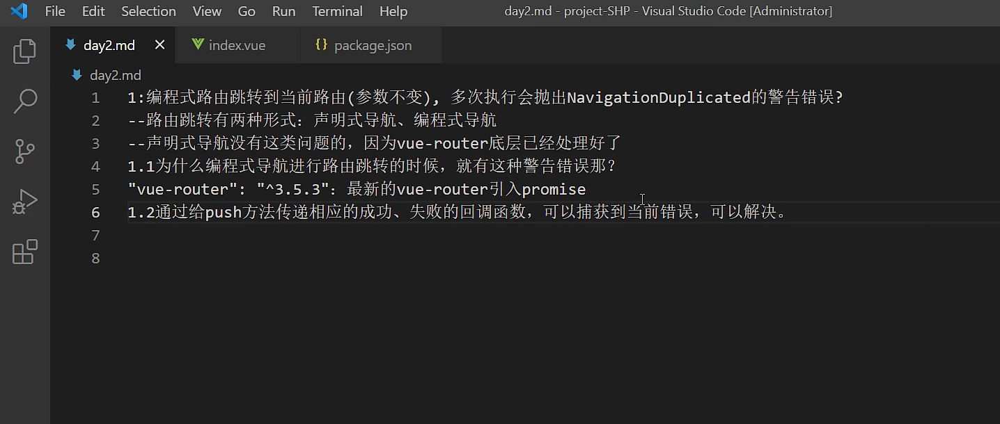 File Edit Selection View Go Run Terminal Help day2.md - project-SHP - Visual Studio Code [Administrator]
day2.md index.vue {} package.json
day2.md
1 1:编程式路由跳转到当前路由(参数不变), 多次执行会抛出NavigationDuplicated的警告错误?
2 --路由跳转有两种形式：声明式导航、编程式导航
3 --声明式导航没有这类问题的，因为vue-router底层已经处理好了
4 1.1为什么编程式导航进行路由跳转的时候，就有这种警告错误那？
5 "vue-router": "^3.5.3"：最新的vue-router引入promise
6 1.2通过给push方法传递相应的成功、失败的回调函数，可以捕获到当前错误，可以解决。
7
8